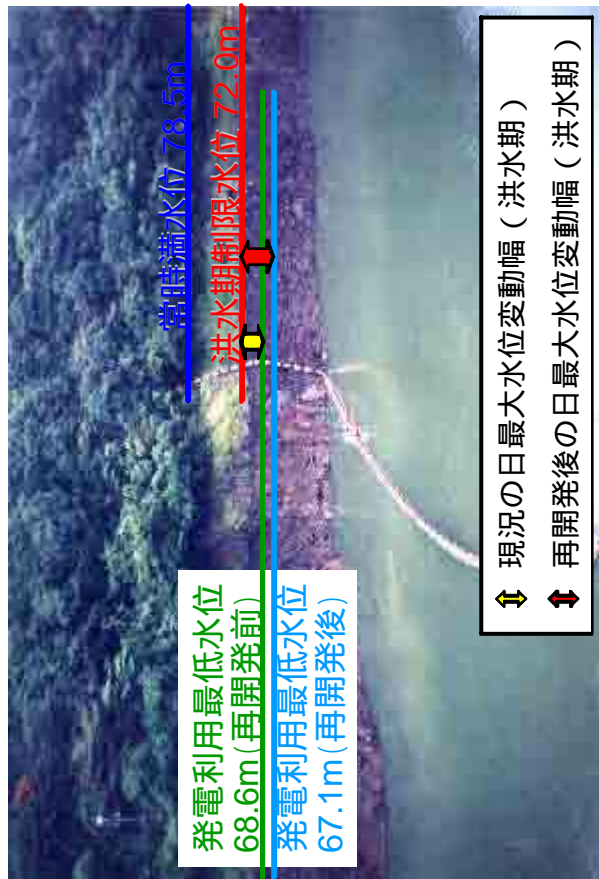 常時満水位 78.5m
洪水期制限水位 72.0m
発電利用最低水位
68.6m(再開発前)
発電利用最低水位
67.1m(再開発後)
現況の日最大水位変動幅(洪水期)
再開発後の日最大水位変動幅(洪水期)